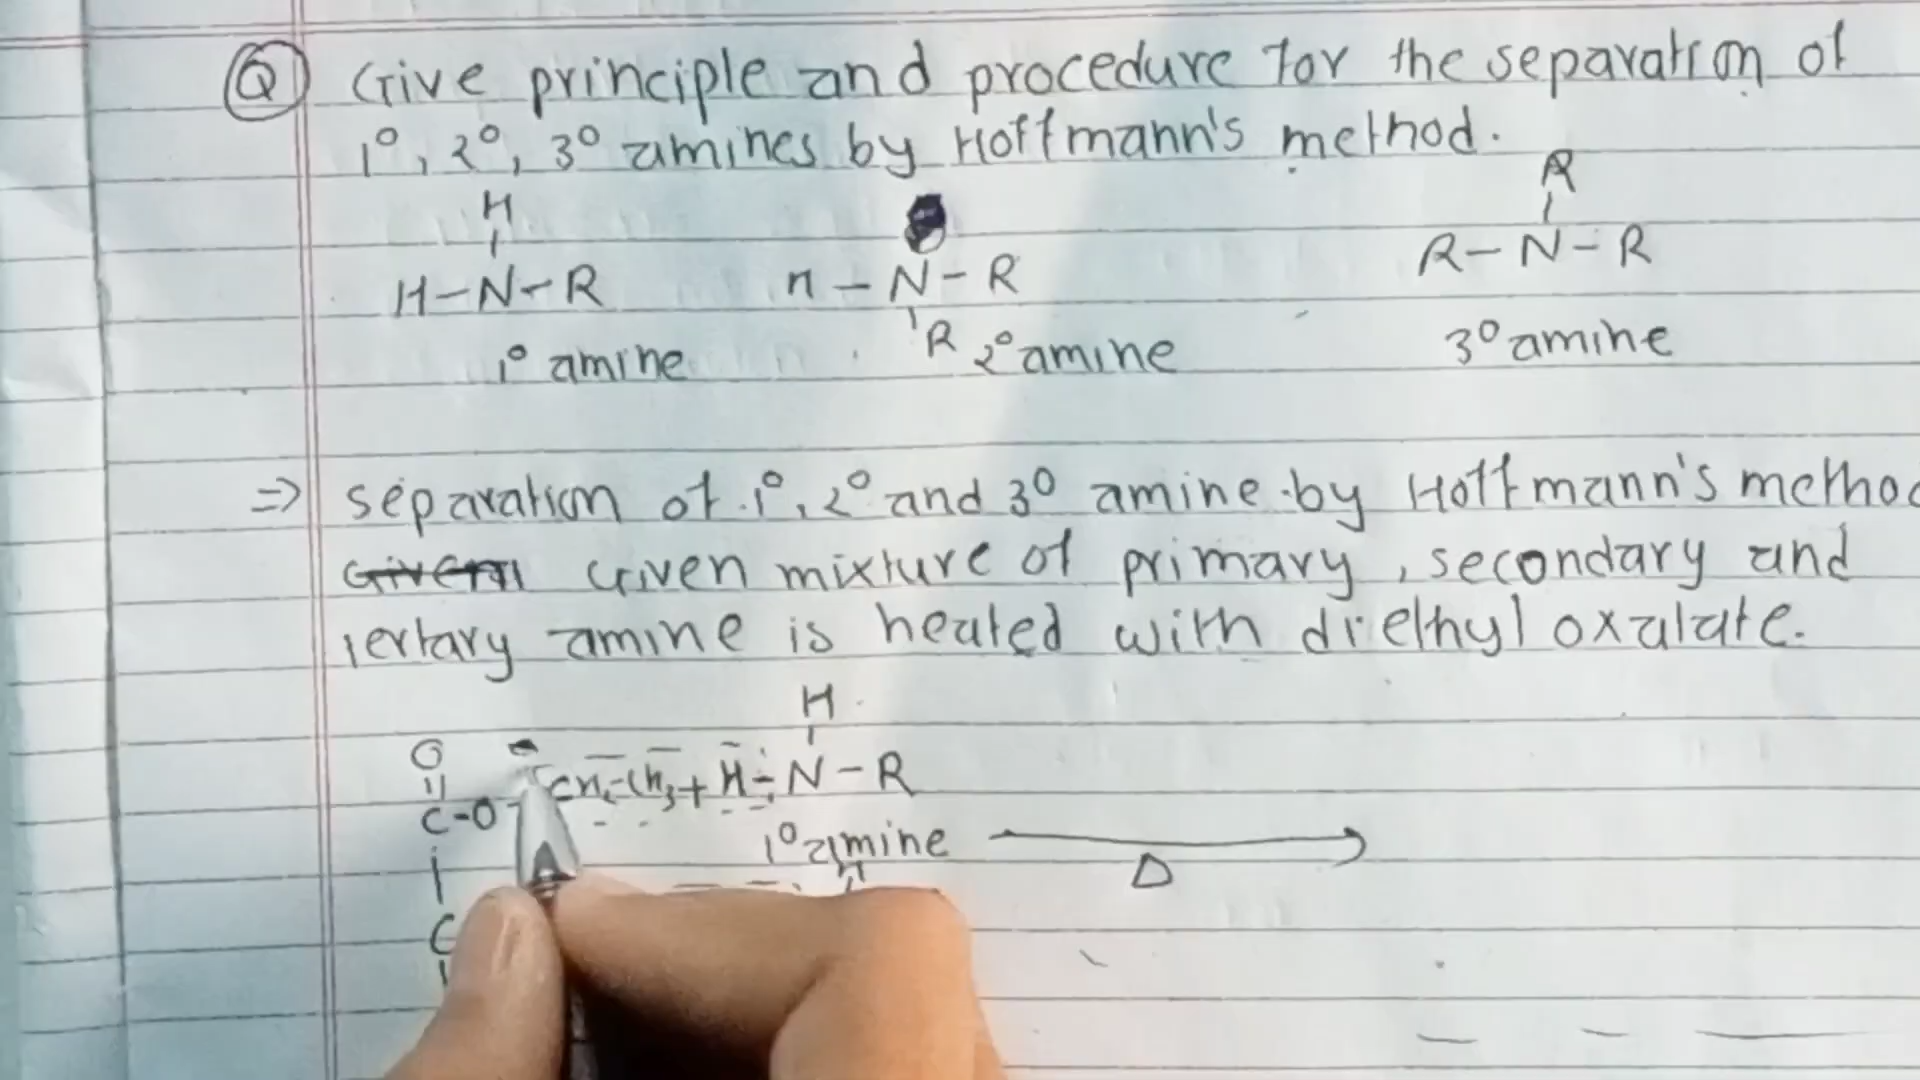 Q Give principle and procedure for the separation of
1°, 2°, 3° amines by Hoffmann's method.
H R
H-N-R H-N-R R-N-R
R
1° amine 2° amine 3° amine
=> separation of 1°, 2° and 3° amine by Hoffmann's method
Given mixture of primary, secondary and
tertary amine is heated with diethyl oxalate.
H
O
C-O CH2-CH3 + H-N-R
1° amine
Δ
H
C